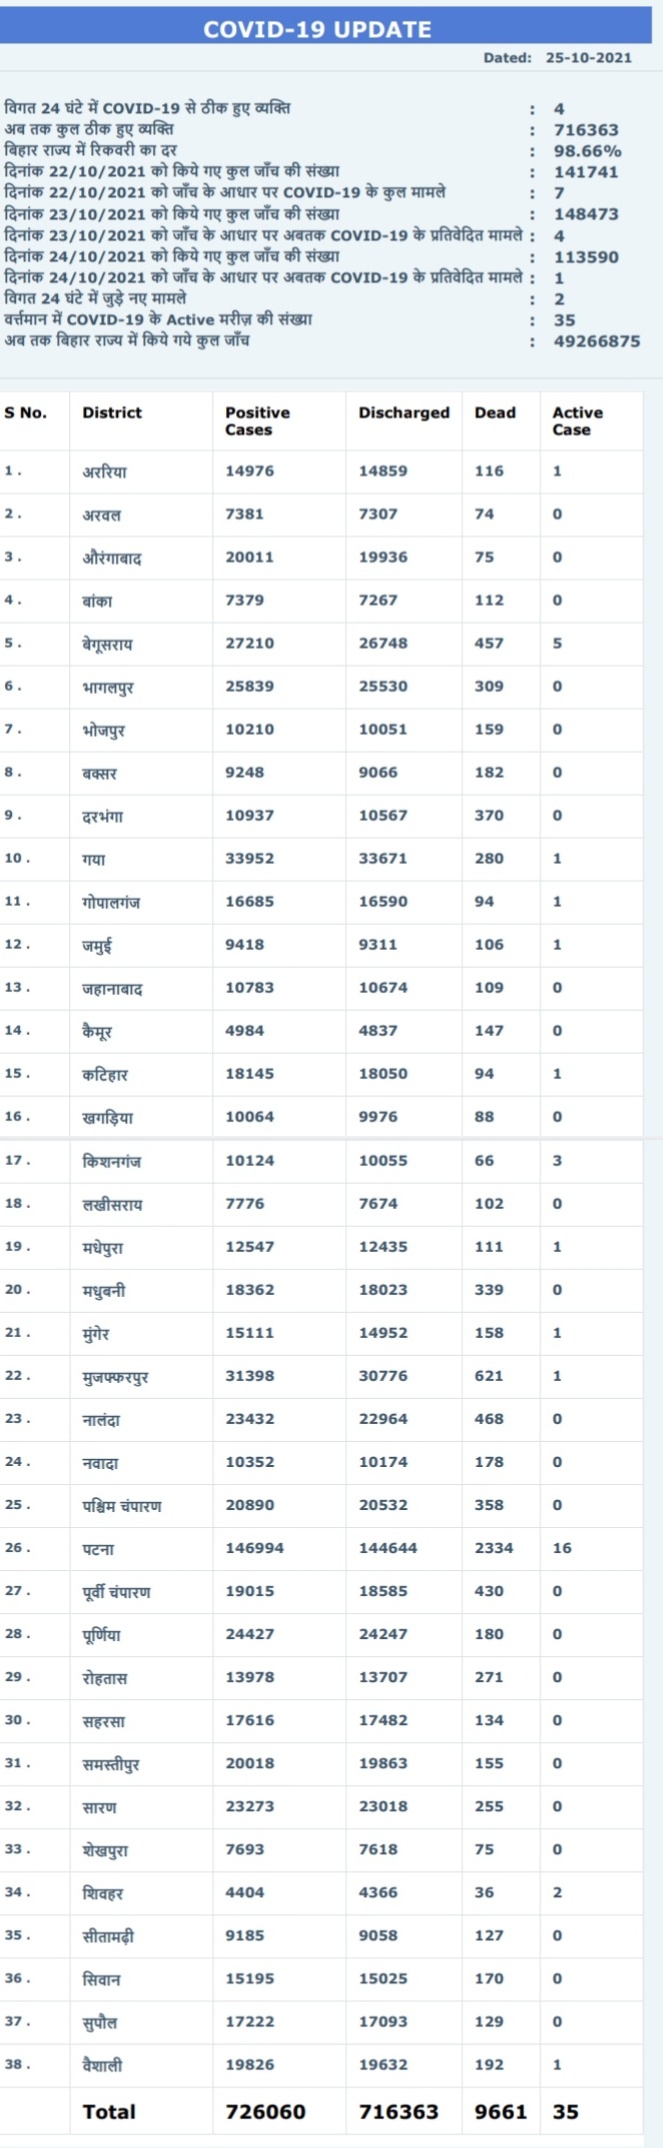 COVID-19 UPDATE
Dated: 25-10-2021
विगत 24 घंटे में COVID-19 से ठीक हुए व्यक्ति : 4
अब तक कुल ठीक हुए व्यक्ति : 716363
बिहार राज्य में रिकवरी का दर : 98.66%
दिनांक 22/10/2021 को किये गए कुल जाँच की संख्या : 141741
दिनांक 22/10/2021 को जाँच के आधार पर COVID-19 के कुल मामले : 7
दिनांक 23/10/2021 को किये गए कुल जाँच की संख्या : 148473
दिनांक 23/10/2021 को जाँच के आधार पर अबतक COVID-19 के प्रतिवेदित मामले : 4
दिनांक 24/10/2021 को किये गए कुल जाँच की संख्या : 113590
दिनांक 24/10/2021 को जाँच के आधार पर अबतक COVID-19 के प्रतिवेदित मामले : 1
विगत 24 घंटे में जुड़े नए मामले : 2
वर्त्तमान में COVID-19 के Active मरीज़ की संख्या : 35
अब तक बिहार राज्य में किये गये कुल जाँच : 49266875
S No. District Positive Cases Discharged Dead Active Case
1. अररिया 14976 14859 116 1
2. अरवल 7381 7307 74 0
3. औरंगाबाद 20011 19936 75 0
4. बांका 7379 7267 112 0
5. बेगूसराय 27210 26748 457 5
6. भागलपुर 25839 25530 309 0
7. भोजपुर 10210 10051 159 0
8. बक्सर 9248 9066 182 0
9. दरभंगा 10937 10567 370 0
10. गया 33952 33671 280 1
11. गोपालगंज 16685 16590 94 1
12. जमुई 9418 9311 106 1
13. जहानाबाद 10783 10674 109 0
14. कैमूर 4984 4837 147 0
15. कटिहार 18145 18050 94 1
16. खगड़िया 10064 9976 88 0
17. किशनगंज 10124 10055 66 3
18. लखीसराय 7776 7674 102 0
19. मधेपुरा 12547 12435 111 1
20. मधुबनी 18362 18023 339 0
21. मुंगेर 15111 14952 158 1
22. मुजफ्फरपुर 31398 30776 621 1
23. नालंदा 23432 22964 468 0
24. नवादा 10352 10174 178 0
25. पश्चिम चंपारण 20890 20532 358 0
26. पटना 146994 144644 2334 16
27. पूर्वी चंपारण 19015 18585 430 0
28. पूर्णिया 24427 24247 180 0
29. रोहतास 13978 13707 271 0
30. सहरसा 17616 17482 134 0
31. समस्तीपुर 20018 19863 155 0
32. सारण 23273 23018 255 0
33. शेखपुरा 7693 7618 75 0
34. शिवहर 4404 4366 36 2
35. सीतामढ़ी 9185 9058 127 0
36. सिवान 15195 15025 170 0
37. सुपौल 17222 17093 129 0
38. वैशाली 19826 19632 192 1
Total 726060 716363 9661 35